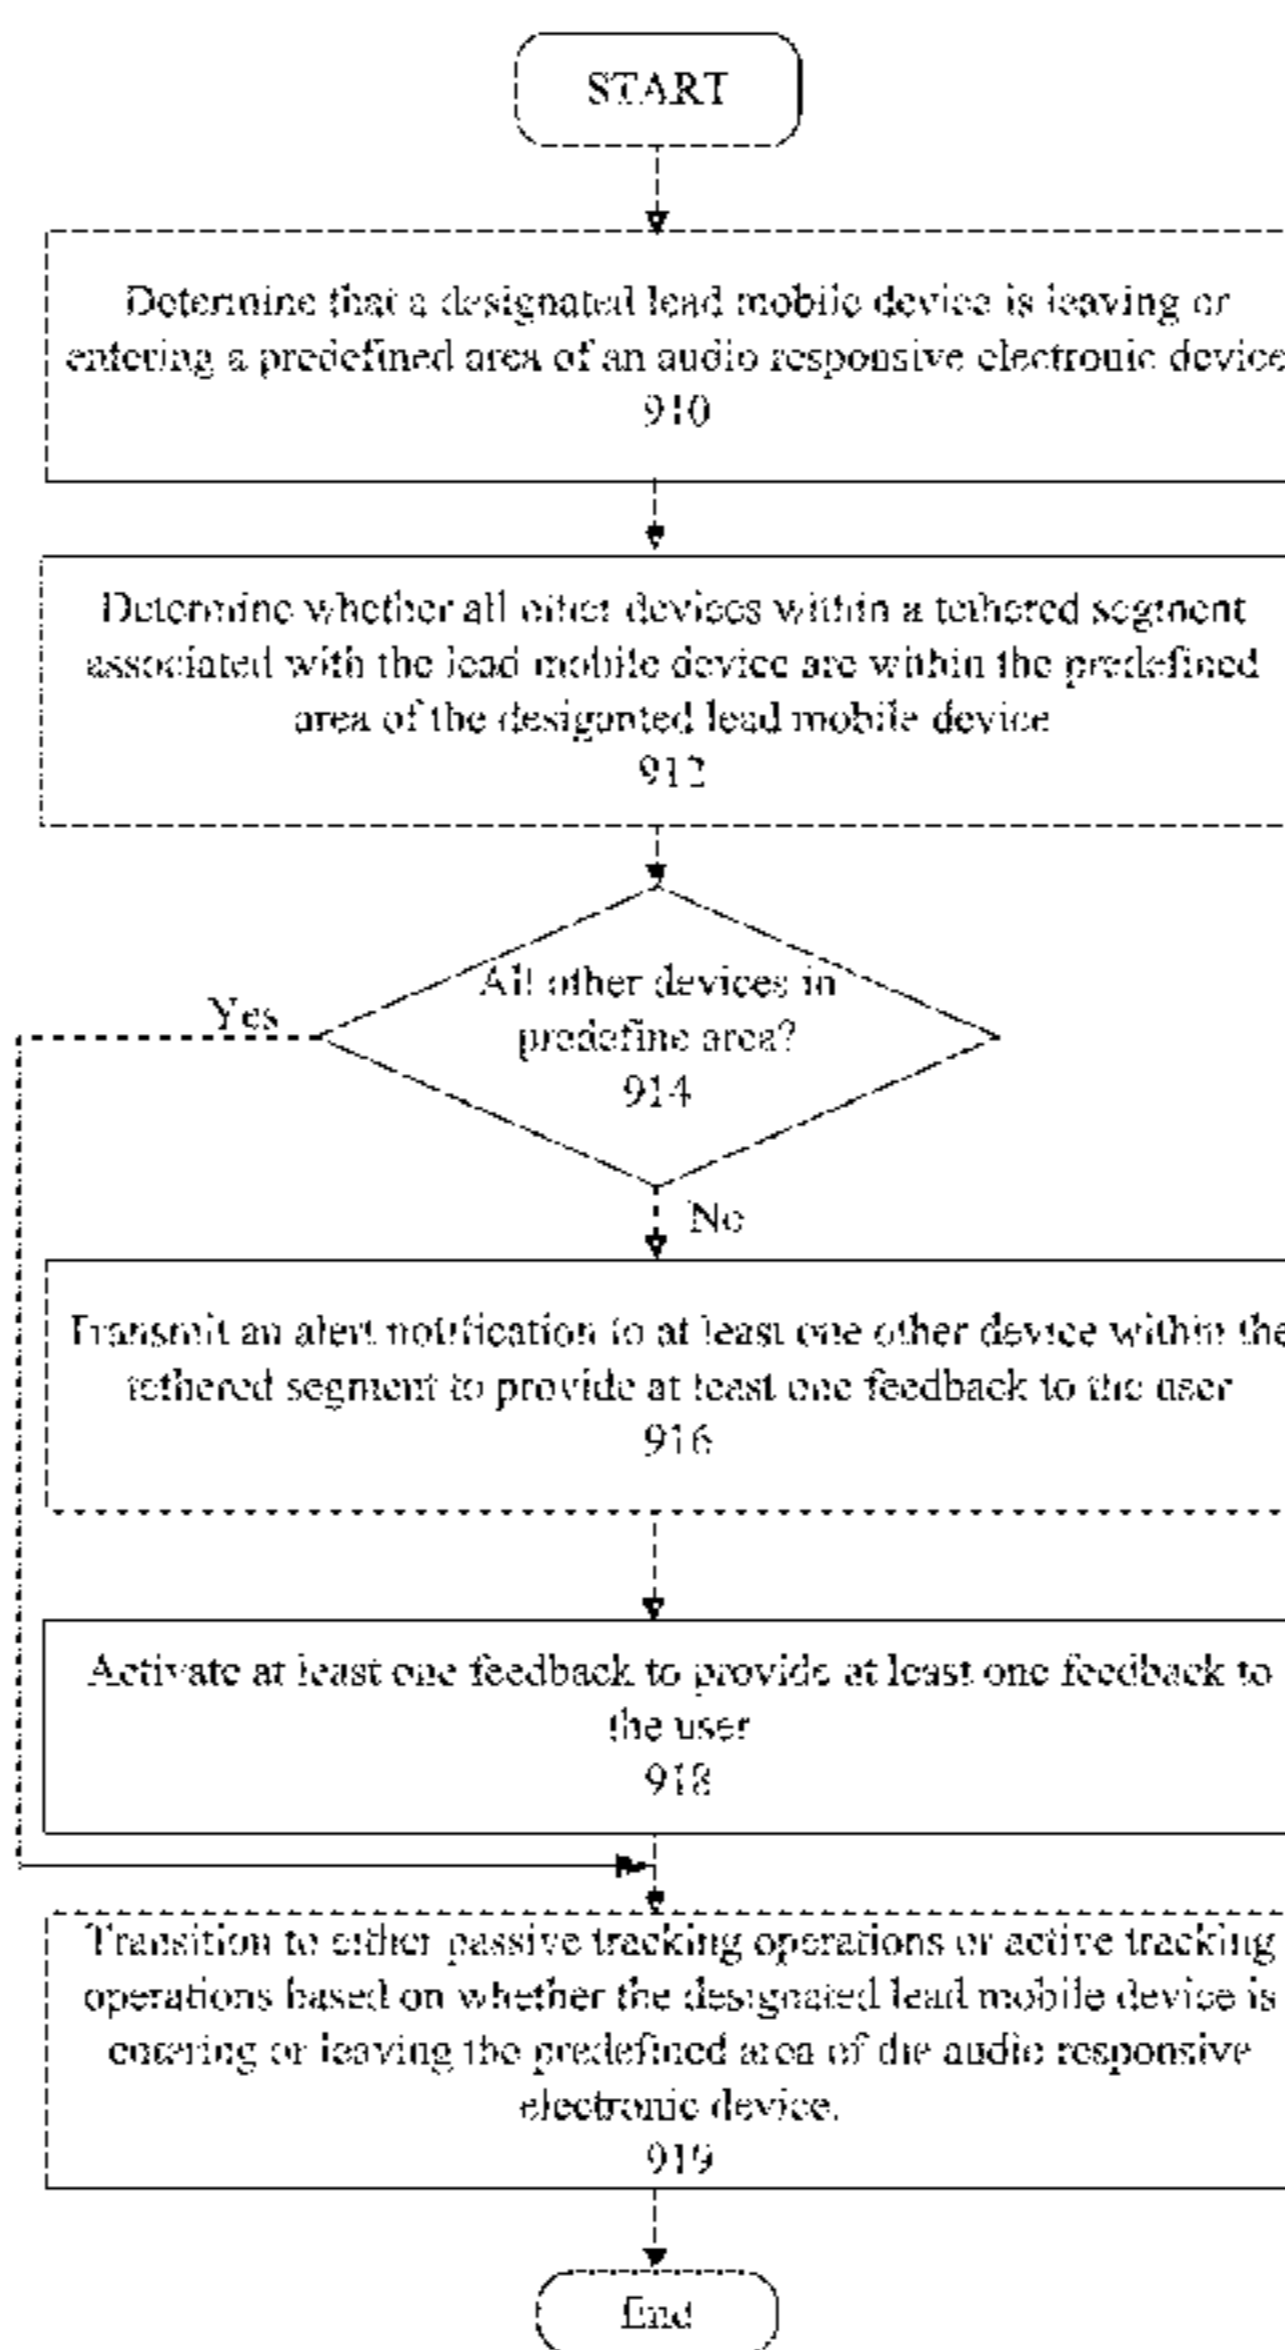 START
Determine that a designated lead mobile device is leaving or
entering a predefined area of an audio responsive electronic device
910
Determine whether all other devices within a tethered segment
associated with the lead mobile device are within the predefined
area of the desiganted lead mobile device
912
All other devices in
predefine area?
914
Yes
No
Transmit an alert notification to at least one other device within the
tethered segment to provide at least one feedback to the user
916
Activate at least one feedback to provide at least one feedback to
the user
918
Transition to either passive tracking operations or active tracking
operations based on whether the designated lead mobile device is
entering or leaving the predefined area of the audio responsive
electronic device.
919
End